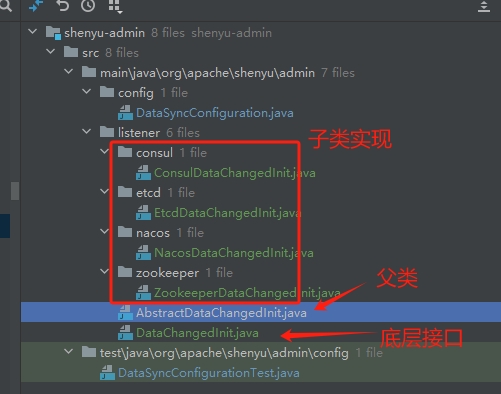 shenyu-admin 8 files shenyu-admin
src 8 files
main\java\org\apache\shenyu\admin 7 files
config 1 file
DataSyncConfiguration.java
listener 6 files
子类实现
consul 1 file
ConsulDataChangedInit.java
etcd 1 file
EtcdDataChangedInit.java
nacos 1 file
NacosDataChangedInit.java
zookeeper 1 file
ZookeeperDataChangedInit.java
父类
AbstractDataChangedInit.java
DataChangedInit.java
底层接口
test\java\org\apache\shenyu\admin\config 1 file
DataSyncConfigurationTest.java